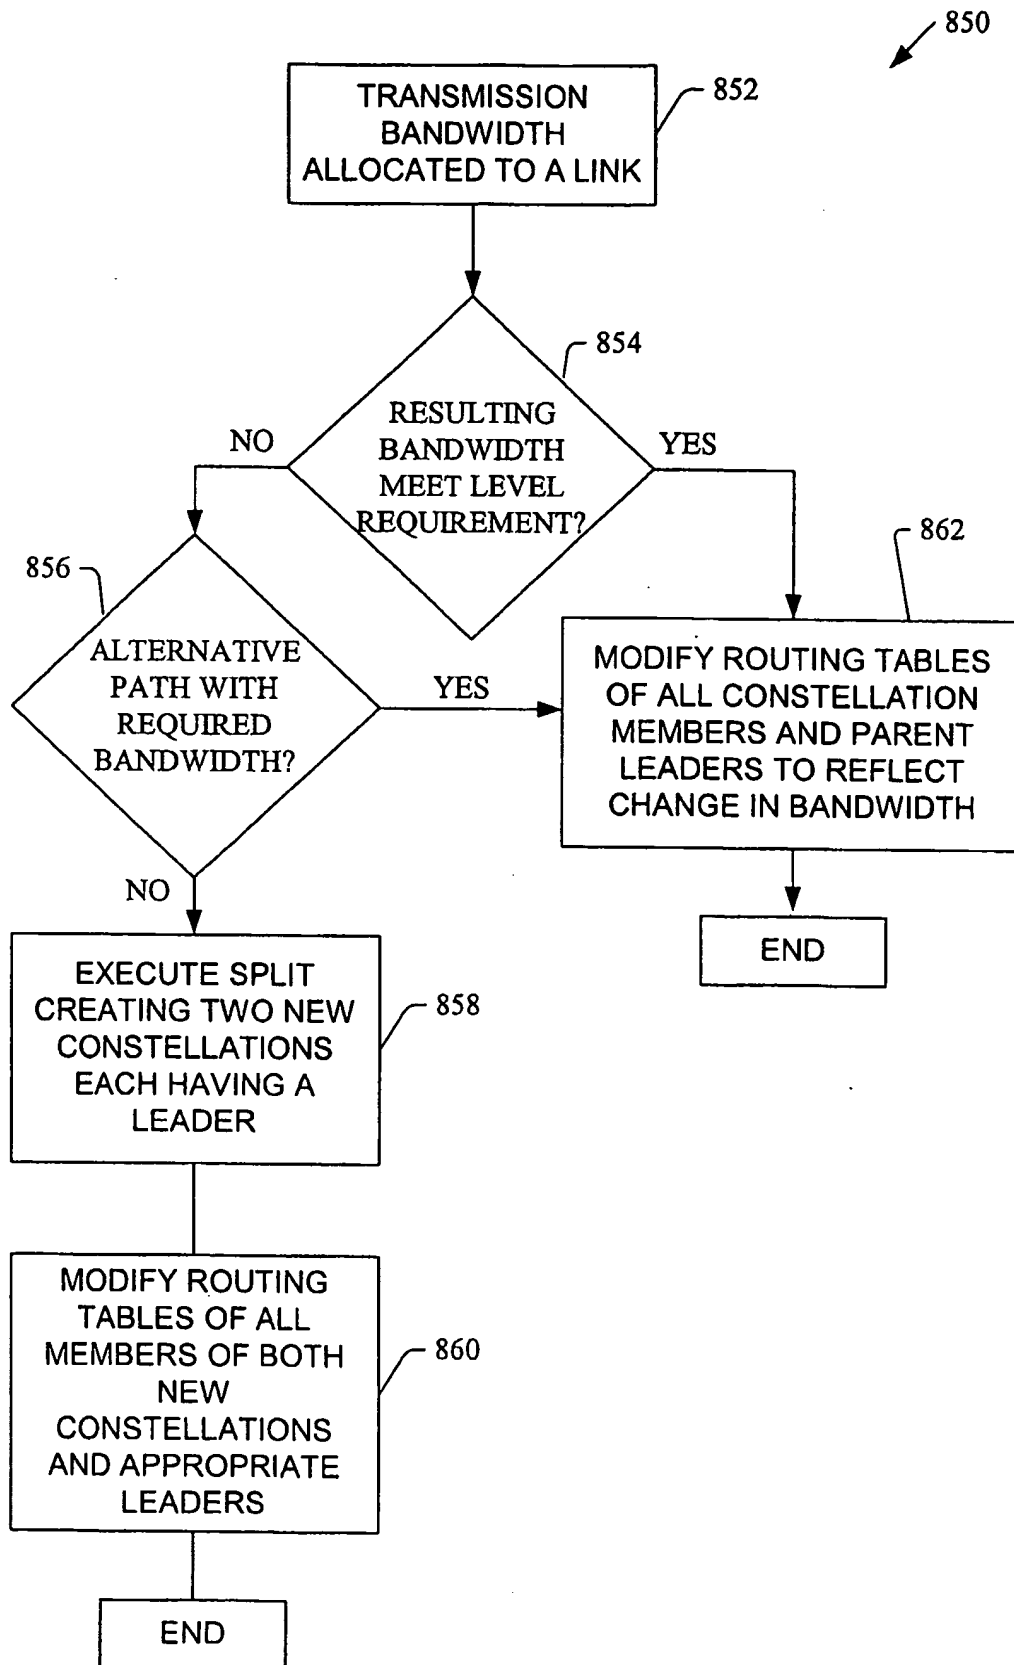 850
TRANSMISSION
BANDWIDTH
ALLOCATED TO A LINK
852
854
RESULTING
BANDWIDTH
MEET LEVEL
REQUIREMENT?
NO
YES
856
ALTERNATIVE
PATH WITH
REQUIRED
BANDWIDTH?
YES
NO
862
MODIFY ROUTING TABLES
OF ALL CONSTELLATION
MEMBERS AND PARENT
LEADERS TO REFLECT
CHANGE IN BANDWIDTH
END
EXECUTE SPLIT
CREATING TWO NEW
CONSTELLATIONS
EACH HAVING A
LEADER
858
MODIFY ROUTING
TABLES OF ALL
MEMBERS OF BOTH
NEW
CONSTELLATIONS
AND APPROPRIATE
LEADERS
860
END